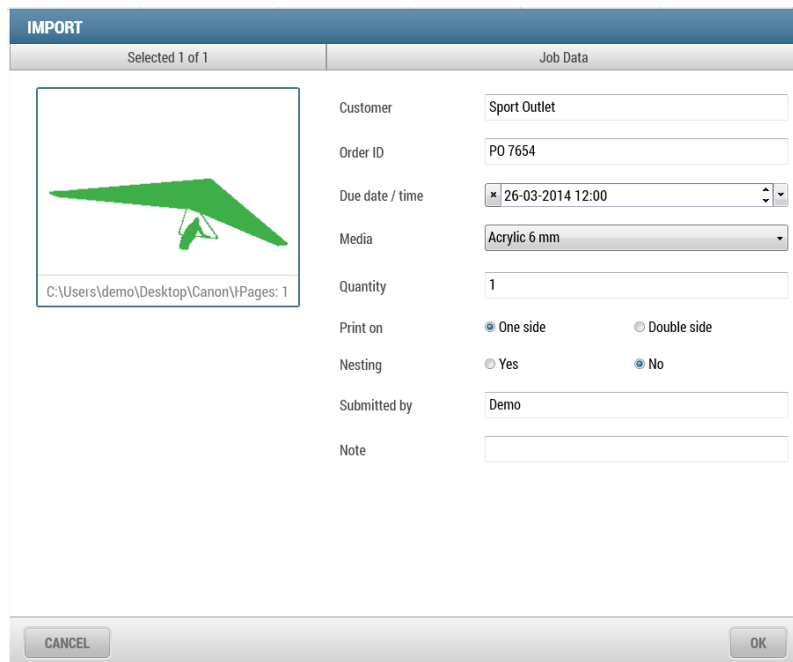 IMPORT
Selected 1 of 1
Job Data
Customer
Sport Outlet
Order ID
PO 7654
Due date / time
26-03-2014 12:00
Media
Acrylic 6 mm
Quantity
1
Print on
One side
Double side
Nesting
Yes
No
Submitted by
Demo
Note
C:\Users\demo\Desktop\Canon\
Pages: 1
CANCEL
OK